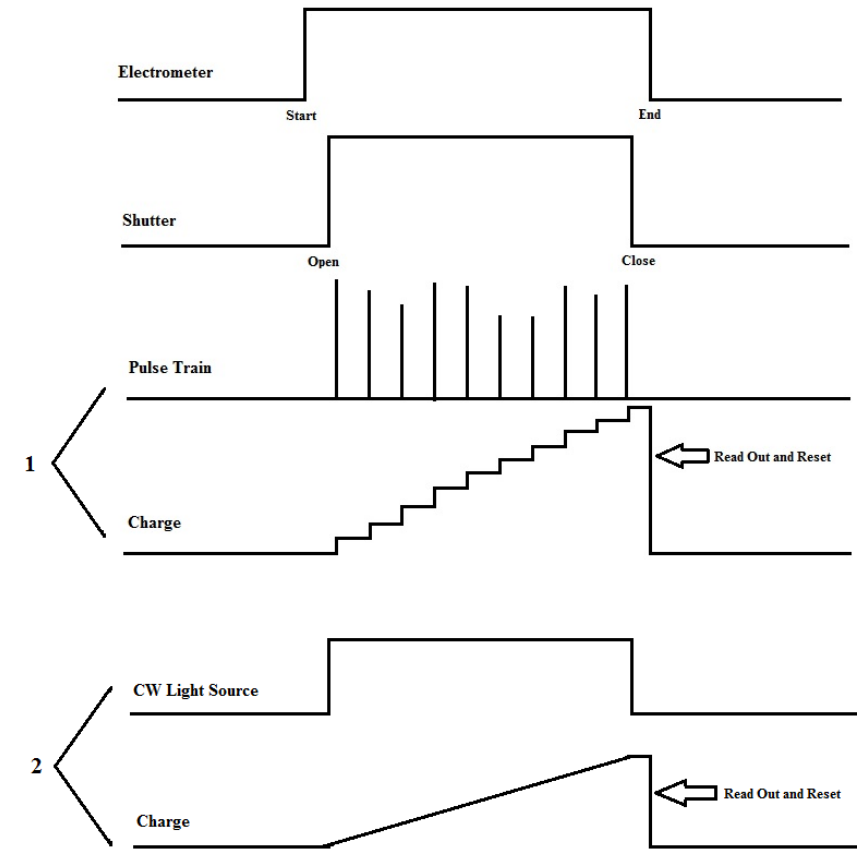 Electrometer
Start
End
Shutter
Open
Close
Pulse Train
1
Read Out and Reset
Charge
CW Light Source
2
Read Out and Reset
Charge